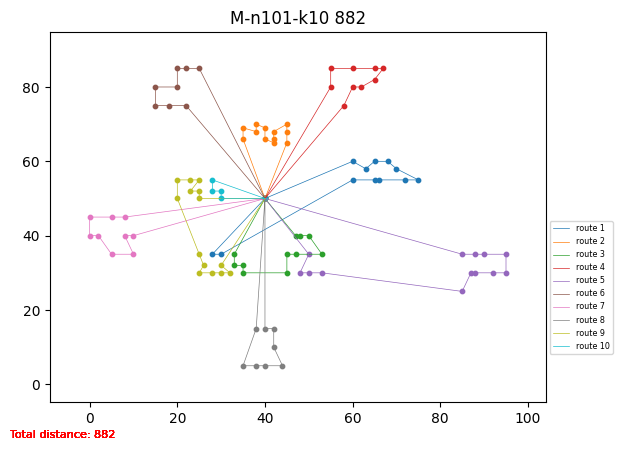 M-n101-k10 882
80
60
40
20
0
0 20 40 60 80 100
route 1
route 2
route 3
route 4
route 5
route 6
route 7
route 8
route 9
route 10
Total distance: 882